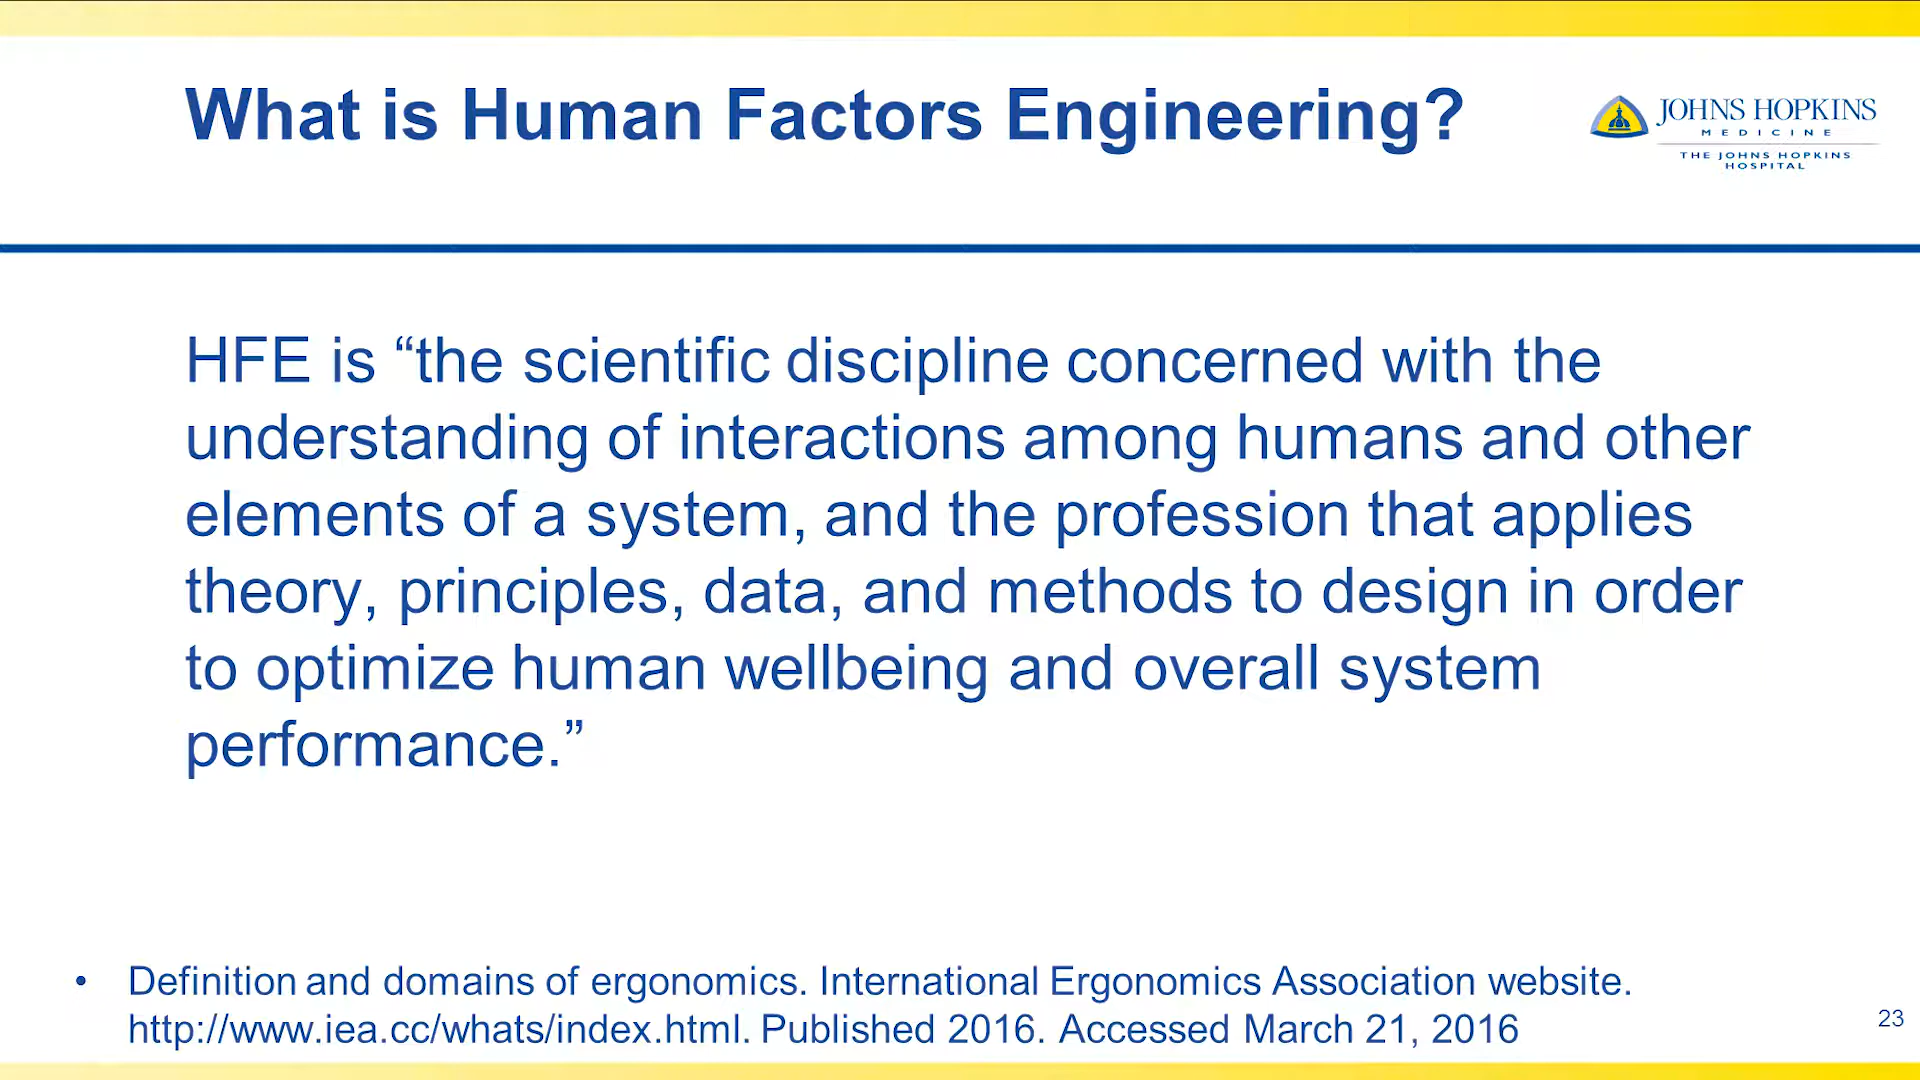 What is Human Factors Engineering?
JOHNS HOPKINS
MEDICINE
THE JOHNS HOPKINS
HOSPITAL
HFE is “the scientific discipline concerned with the
understanding of interactions among humans and other
elements of a system, and the profession that applies
theory, principles, data, and methods to design in order
to optimize human wellbeing and overall system
performance.”
• Definition and domains of ergonomics. International Ergonomics Association website.
http://www.iea.cc/whats/index.html. Published 2016. Accessed March 21, 2016
23